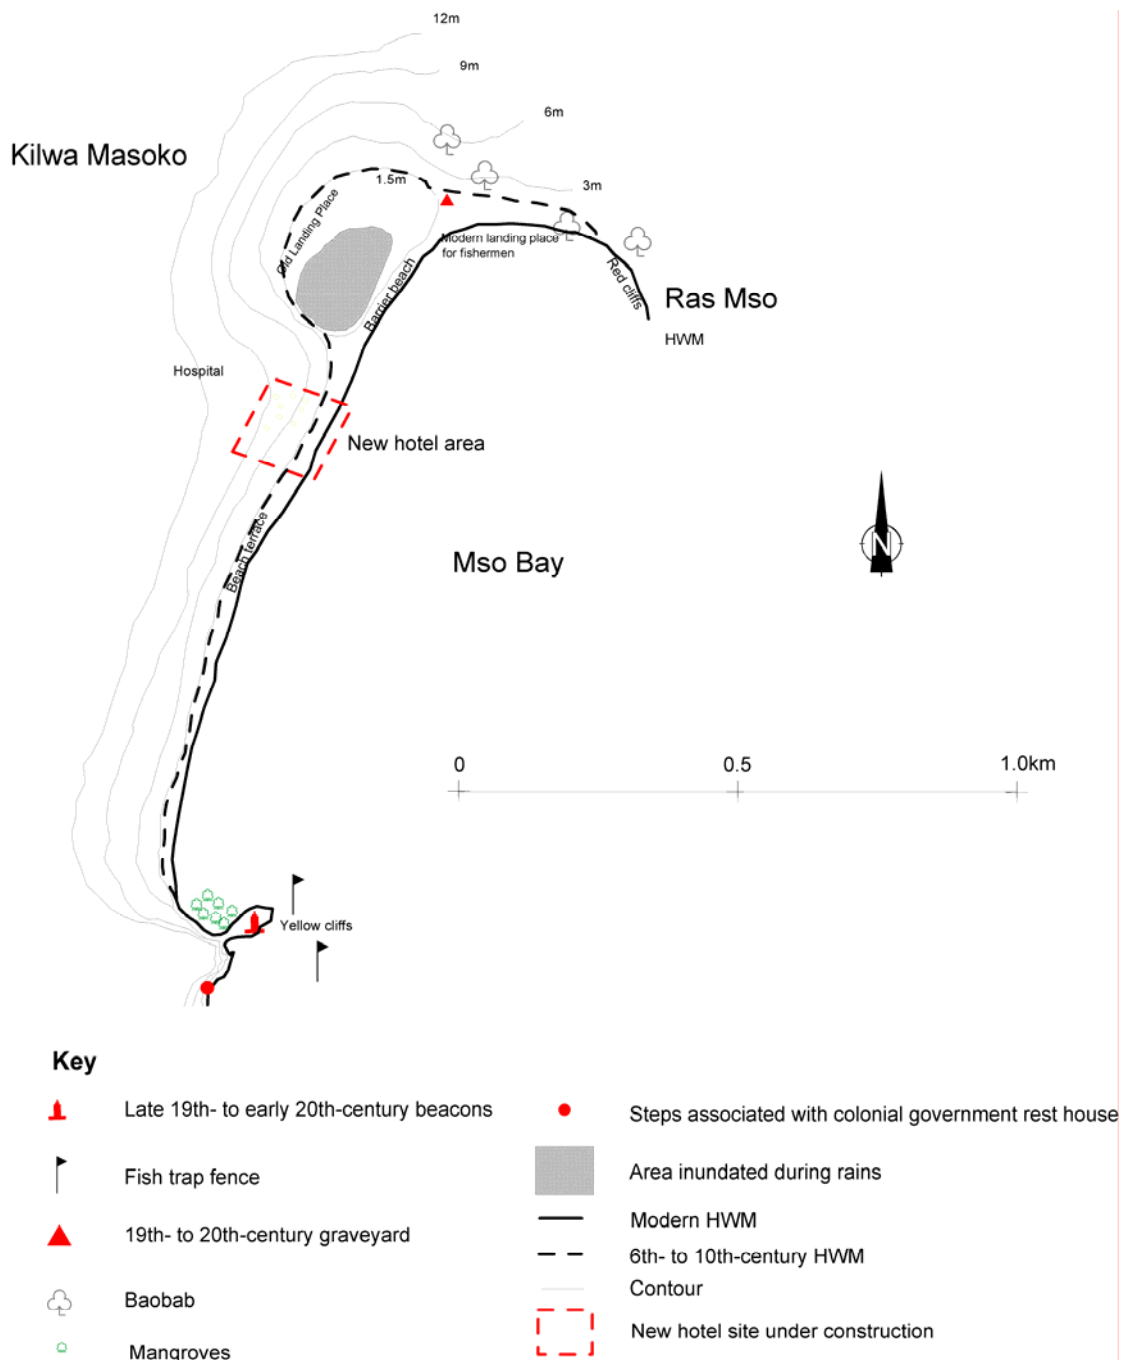 12m
9m
6m
Kilwa Masoko
1.5m
3m
Old Landing Place
Modern landing place
for fishermen
Barrier beach
Red cliffs
Ras Mso
HWM
Hospital
New hotel area
Beach terrace
Mso Bay
N
0 0.5 1.0km
Yellow cliffs
Key
Late 19th- to early 20th-century beacons
Fish trap fence
19th- to 20th-century graveyard
Baobab
Mangroves
Steps associated with colonial government rest house
Area inundated during rains
Modern HWM
6th- to 10th-century HWM
Contour
New hotel site under construction